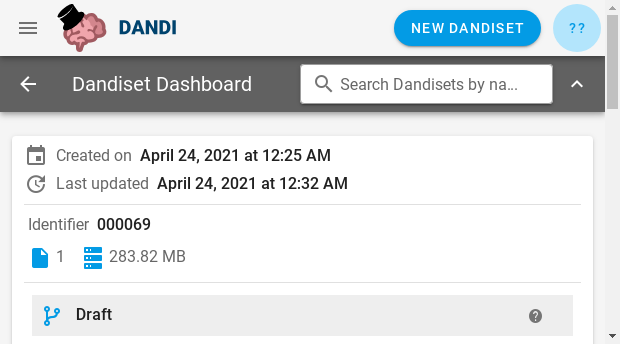 DANDI
NEW DANDISET
??
Dandiset Dashboard
Search Dandisets by na...
Created on April 24, 2021 at 12:25 AM
Last updated April 24, 2021 at 12:32 AM
Identifier 000069
1 283.82 MB
Draft